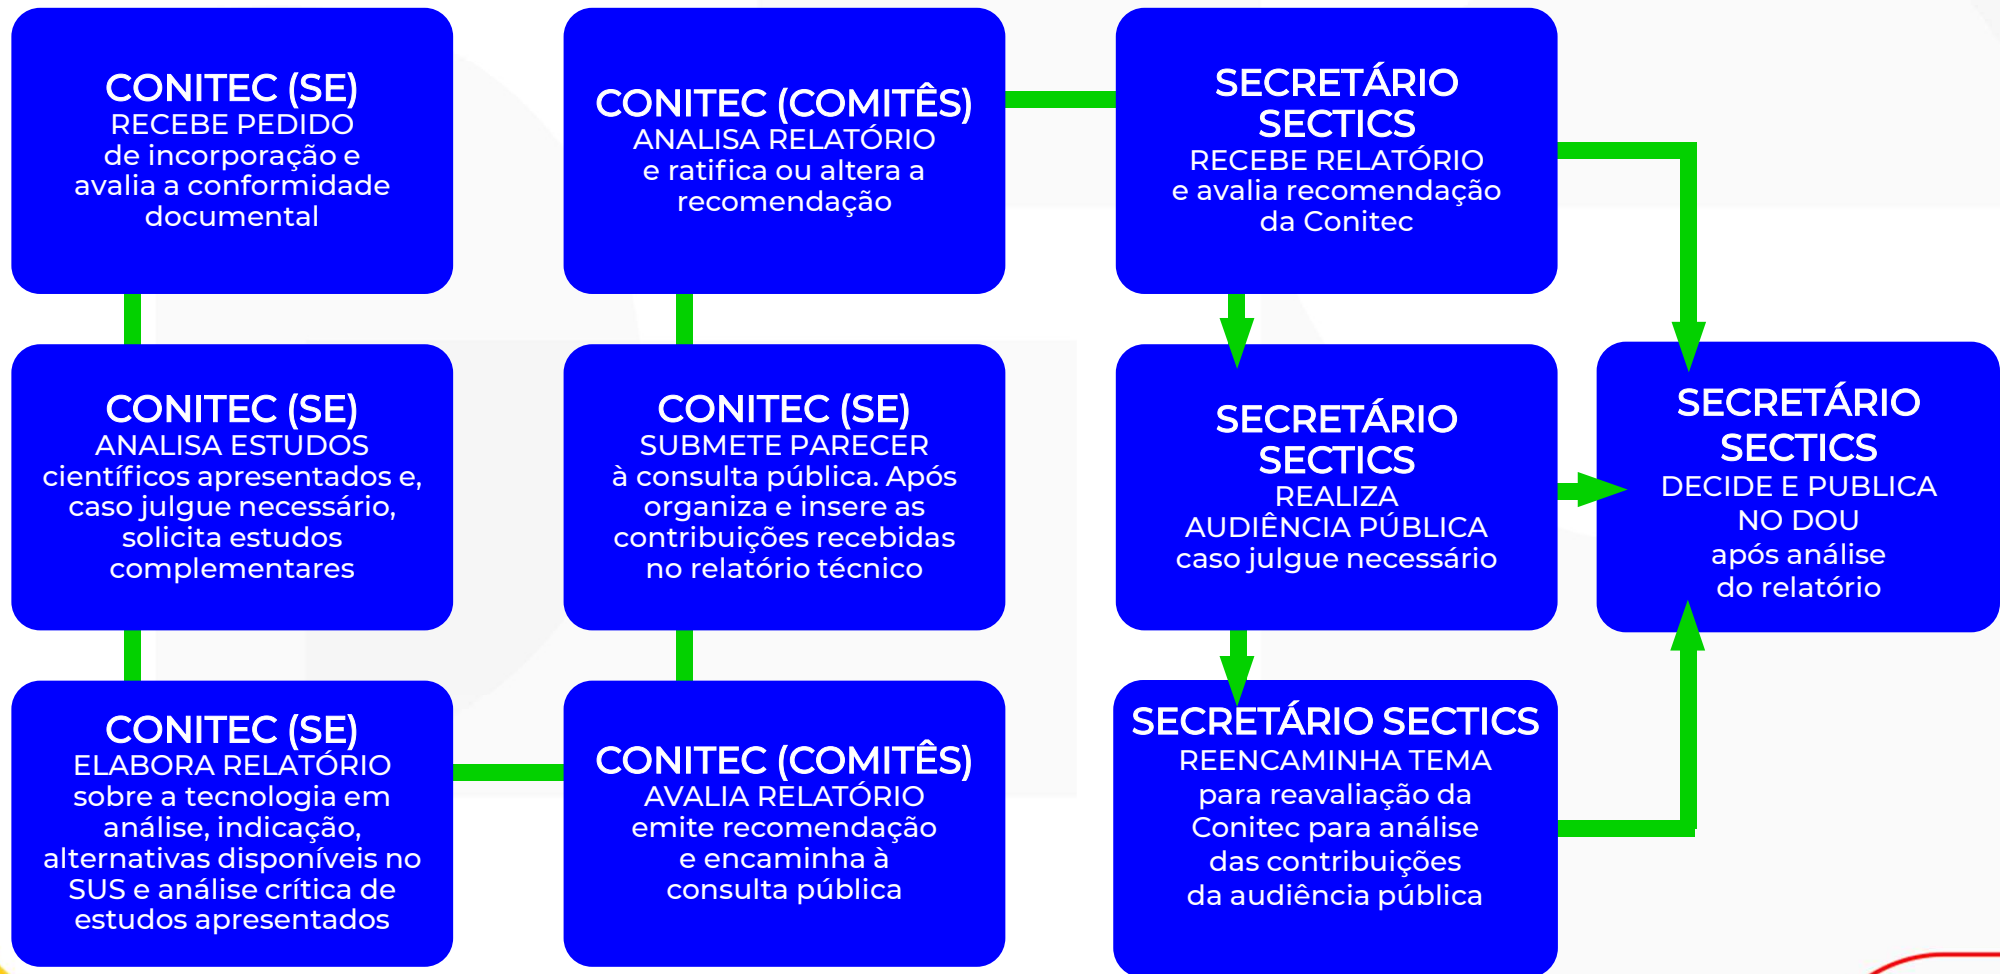 CONITEC (SE)
RECEBE PEDIDO
de incorporação e
avalia a conformidade
documental
CONITEC (SE)
ANALISA ESTUDOS
científicos apresentados e,
caso julgue necessário,
solicita estudos
complementares
CONITEC (SE)
ELABORA RELATÓRIO
sobre a tecnologia em
análise, indicação,
alternativas disponíveis no
SUS e análise crítica de
estudos apresentados
CONITEC (COMITÊS)
AVALIA RELATÓRIO
emite recomendação
e encaminha à
consulta pública
CONITEC (SE)
SUBMETE PARECER
à consulta pública. Após
organiza e insere as
contribuições recebidas
no relatório técnico
CONITEC (COMITÊS)
ANALISA RELATÓRIO
e ratifica ou altera a
recomendação
SECRETÁRIO
SECTICS
RECEBE RELATÓRIO
e avalia recomendação
da Conitec
SECRETÁRIO
SECTICS
REALIZA
AUDIÊNCIA PÚBLICA
caso julgue necessário
SECRETÁRIO SECTICS
REENCAMINHA TEMA
para reavaliação da
Conitec para análise
das contribuições
da audiência pública
SECRETÁRIO
SECTICS
DECIDE E PUBLICA
NO DOU
após análise
do relatório